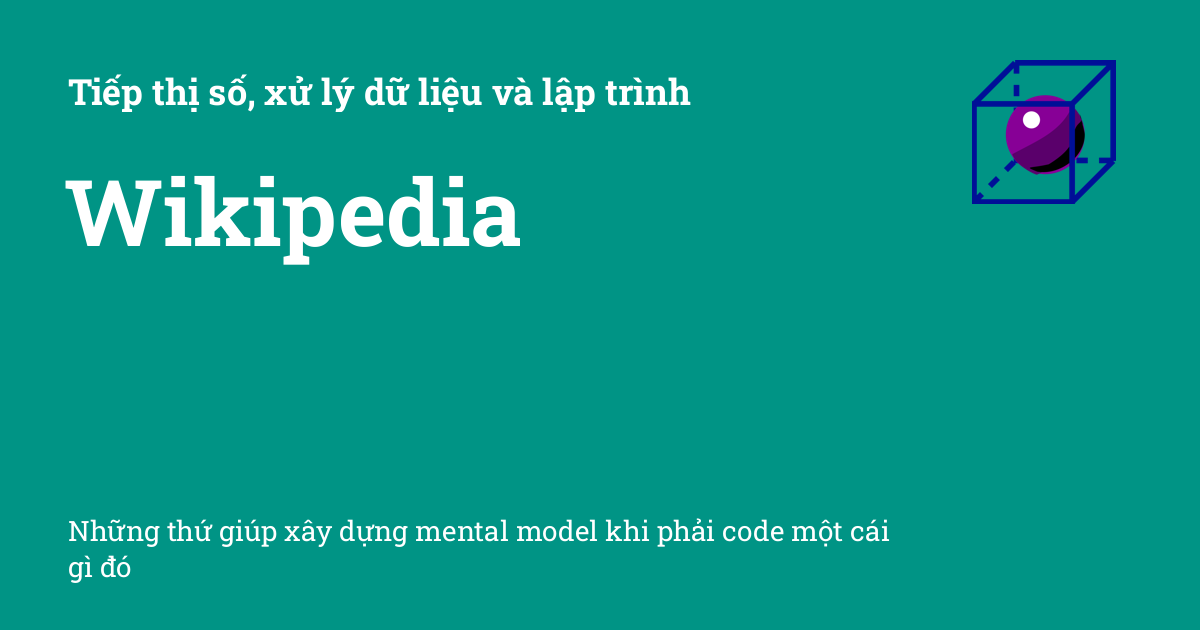 Tiếp thị số, xử lý dữ liệu và lập trình
Wikipedia
Những thứ giúp xây dựng mental model khi phải code một cái
gì đó